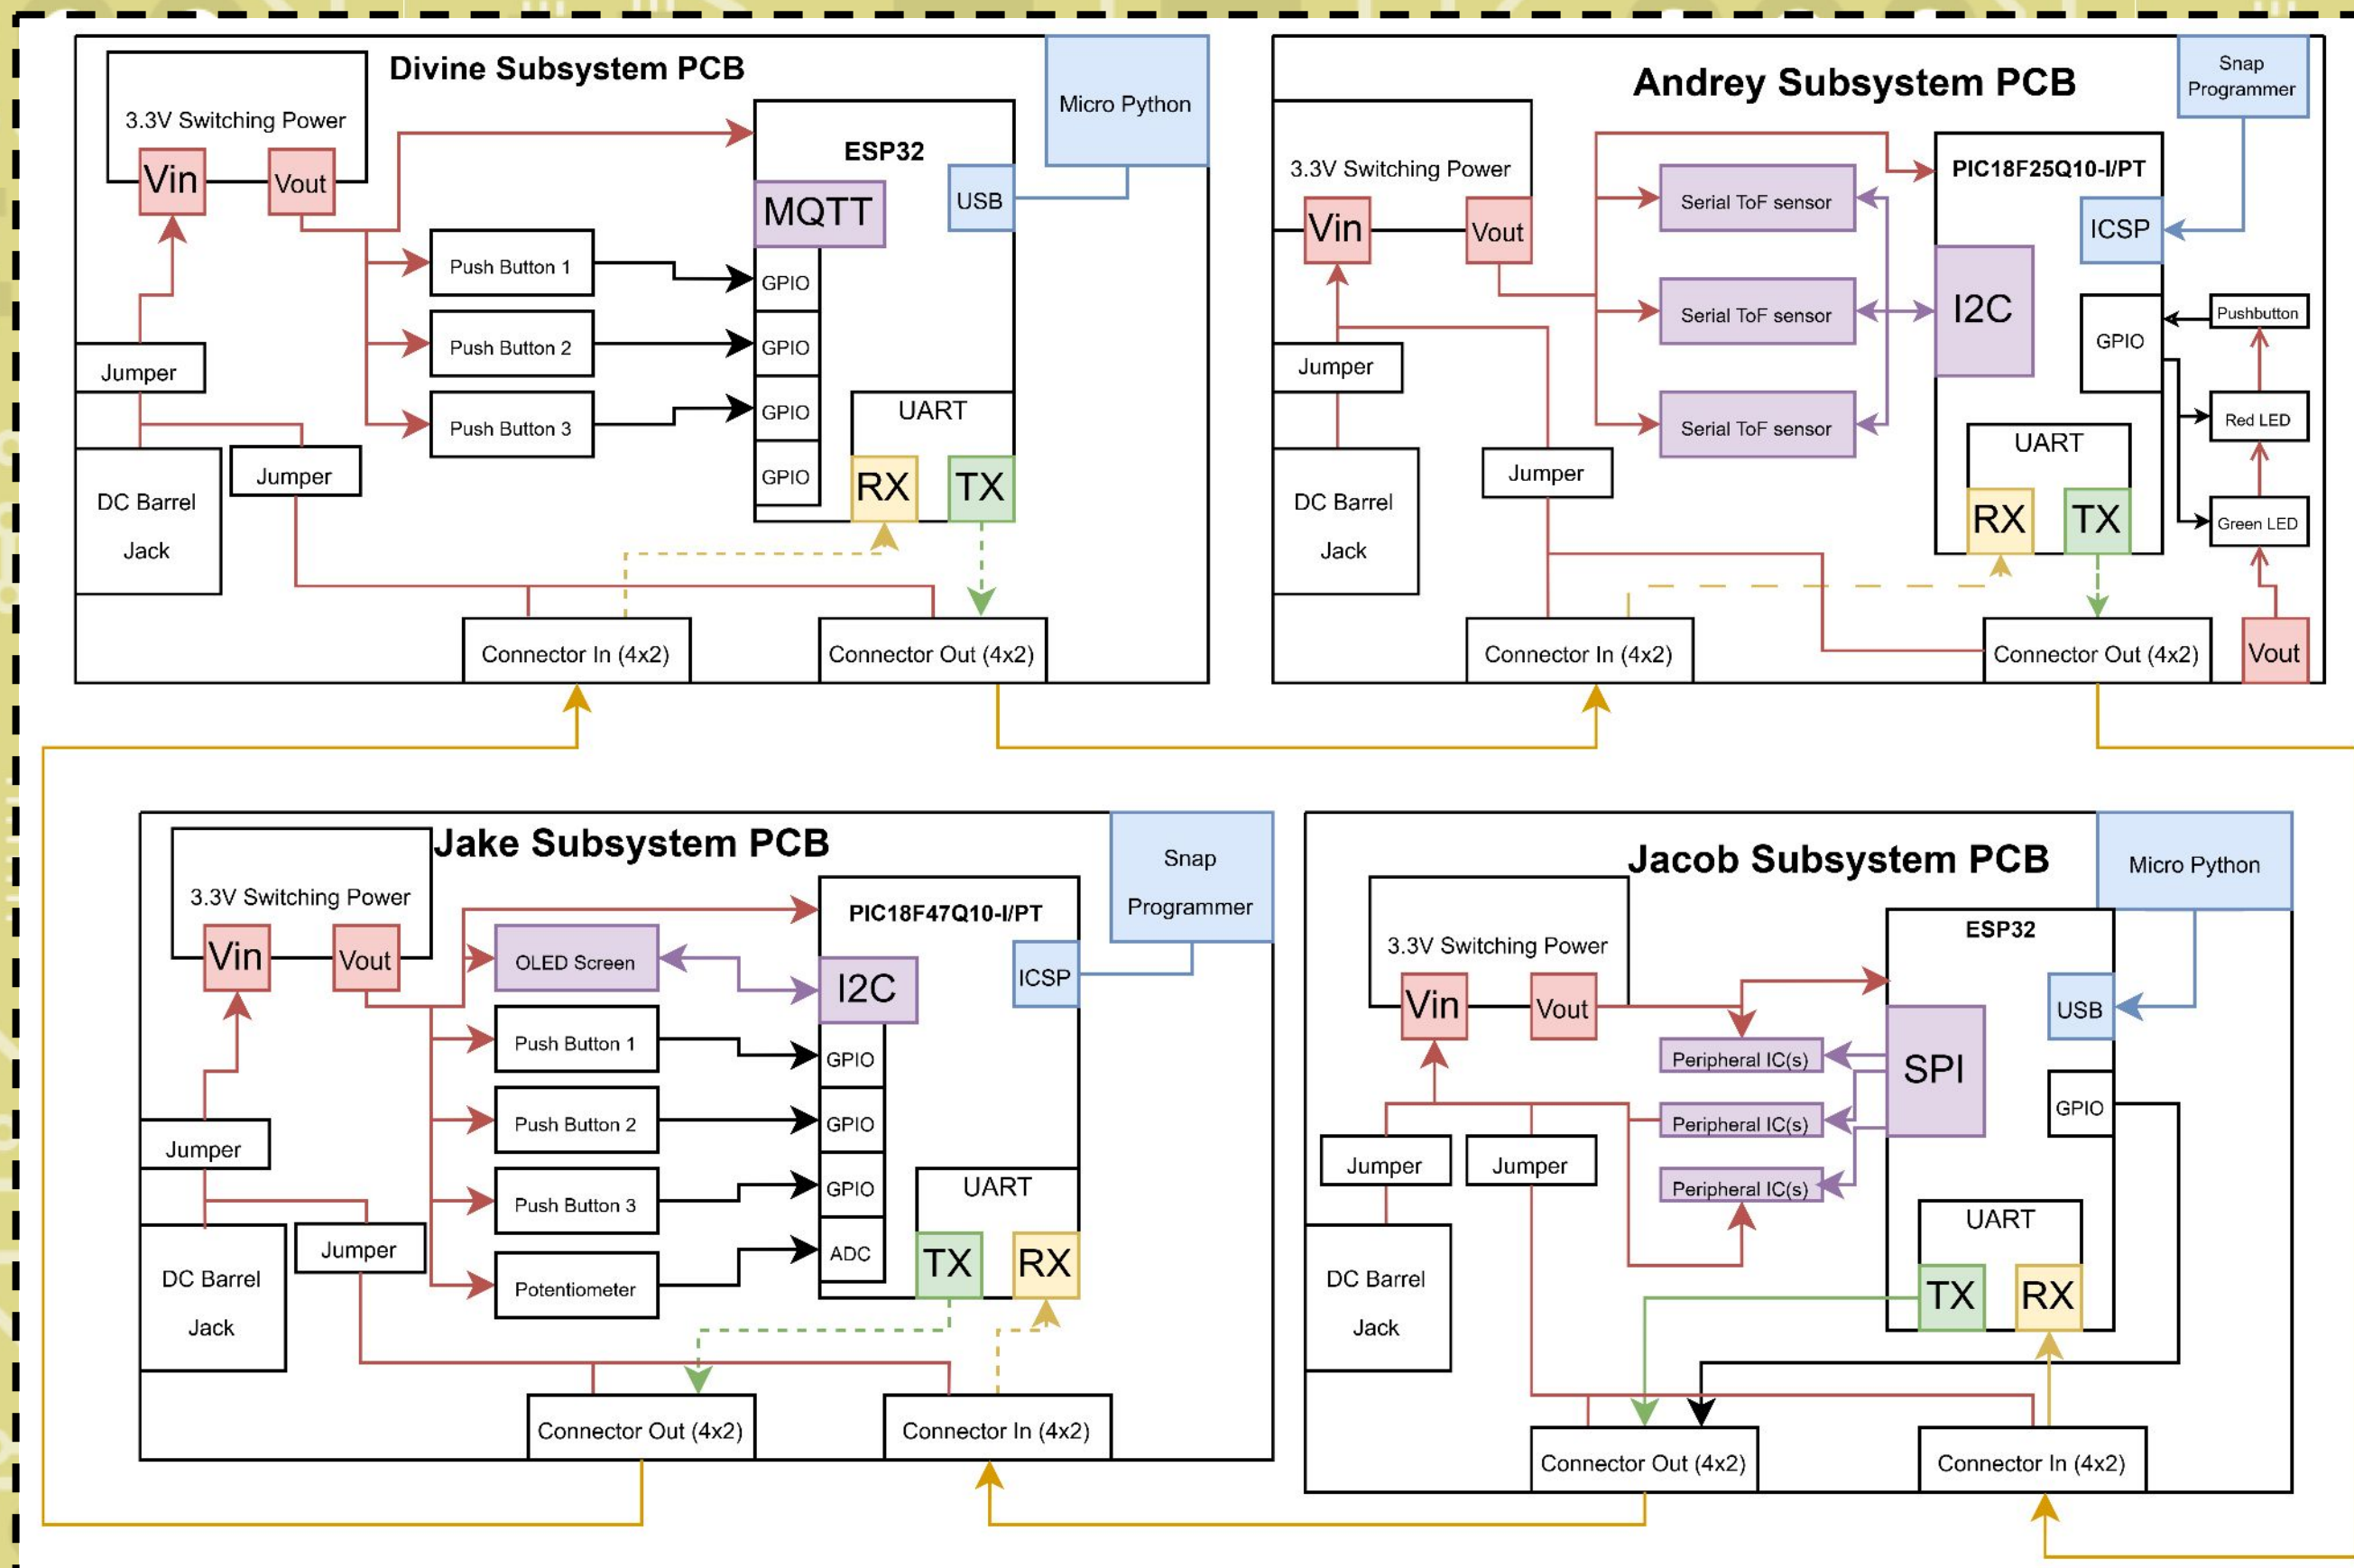 Divine Subsystem PCB
Micro Python
3.3V Switching Power
Vin
Vout
ESP32
MQTT
USB
Push Button 1
GPIO
Push Button 2
GPIO
Jumper
Push Button 3
GPIO
UART
DC Barrel
Jack
Jumper
GPIO
RX
TX
Connector In (4x2)
Connector Out (4x2)
Andrey Subsystem PCB
Snap
Programmer
3.3V Switching Power
Vin
Vout
PIC18F25Q10-I/PT
Serial ToF sensor
ICSP
Serial ToF sensor
I2C
Pushbutton
GPIO
Jumper
Serial ToF sensor
Red LED
UART
Jumper
DC Barrel
Jack
RX
TX
Green LED
Connector In (4x2)
Connector Out (4x2)
Vout
Jake Subsystem PCB
Snap
Programmer
3.3V Switching Power
Vin
Vout
PIC18F47Q10-I/PT
OLED Screen
I2C
ICSP
Push Button 1
GPIO
Push Button 2
GPIO
Jumper
Push Button 3
GPIO
UART
Jumper
DC Barrel
Jack
Potentiometer
ADC
TX
RX
Connector Out (4x2)
Connector In (4x2)
Jacob Subsystem PCB
Micro Python
3.3V Switching Power
Vin
Vout
ESP32
USB
Peripheral IC(s)
SPI
Peripheral IC(s)
GPIO
Jumper
Jumper
Peripheral IC(s)
UART
DC Barrel
Jack
TX
RX
Connector Out (4x2)
Connector In (4x2)